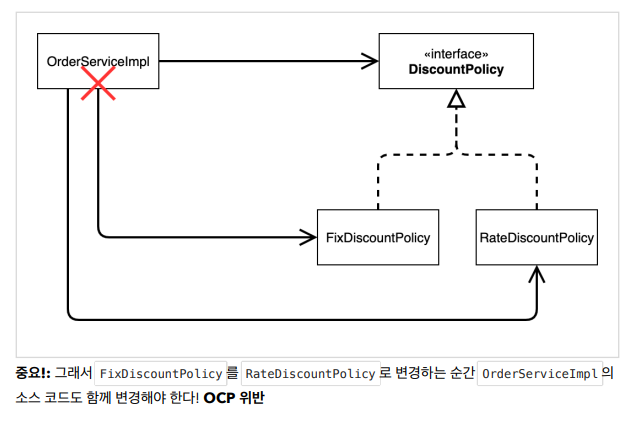 OrderServiceImpl
«interface»
DiscountPolicy
FixDiscountPolicy
RateDiscountPolicy
중요!: 그래서 FixDiscountPolicy 를 RateDiscountPolicy 로 변경하는 순간 OrderServiceImpl 의
소스 코드도 함께 변경해야 한다! OCP 위반